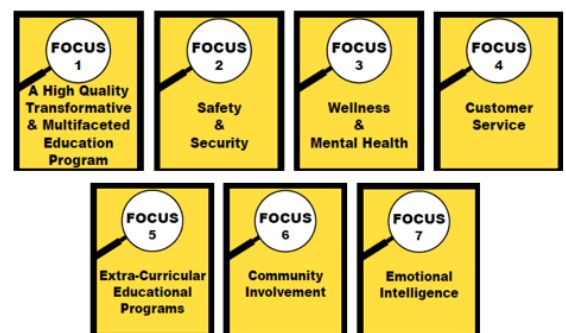 FOCUS
1
A High Quality
Transformative
& Multifaceted
Education
Program
FOCUS
2
Safety
&
Security
FOCUS
3
Wellness
&
Mental Health
FOCUS
4
Customer
Service
FOCUS
5
Extra-Curricular
Educational
Programs
FOCUS
6
Community
Involvement
FOCUS
7
Emotional
Intelligence